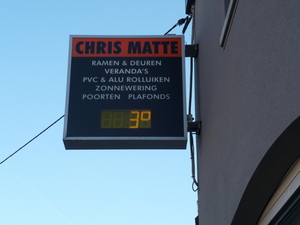 CHRIS MATTE
RAMEN & DEUREN
VERANDA'S
PVC & ALU ROLLUIKEN
ZONNEWERING
POORTEN PLAFONDS
3°